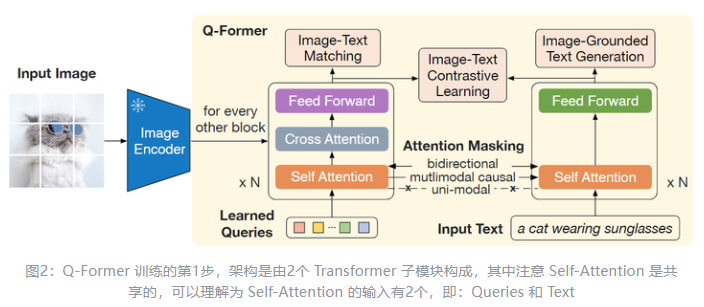 Q-Former
Image-Text
Matching
Image-Text
Contrastive
Learning
Image-Grounded
Text Generation
Input Image
Image
Encoder
for every
other block
Feed Forward
Cross Attention
Self Attention
x N
Attention Masking
bidirectional
mutlimodal causal
uni-modal
x
x
Feed Forward
Self Attention
x N
Learned
Queries
...
Input Text
a cat wearing sunglasses
图2：Q-Former 训练的第1步，架构是由2个 Transformer 子模块构成，其中注意 Self-Attention 是共
享的，可以理解为 Self-Attention 的输入有2个，即：Queries 和 Text